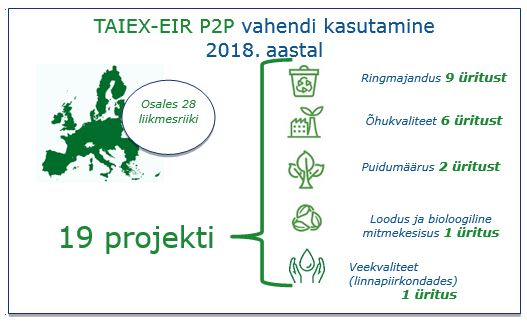 TAIEX-EIR P2P vahendi kasutamine
2018. aastal
Osales 28
liikmesriiki
19 projekti
Ringmajandus 9 üritust
Õhukvaliteet 6 üritust
Puidumäärus 2 üritust
Loodus ja bioloogiline
mitmekesisus 1 üritus
Veekvaliteet
(linnapiirkondades)
1 üritus